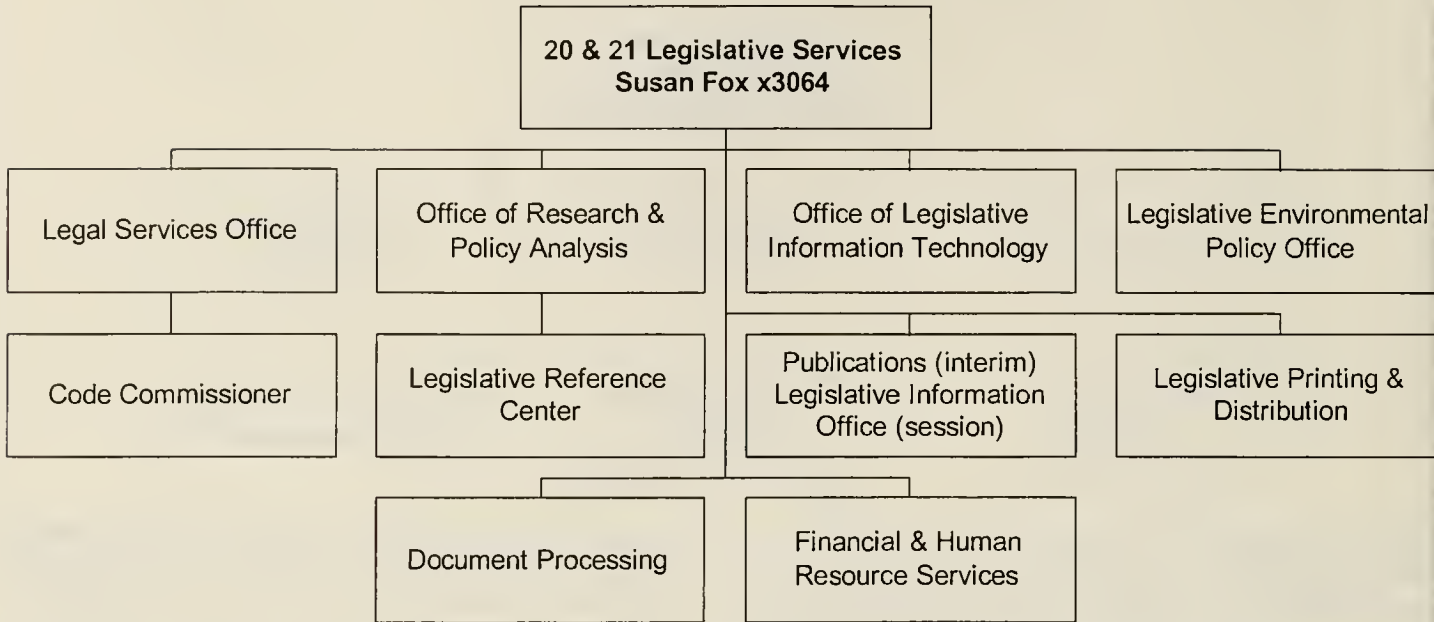 20 & 21 Legislative Services
Susan Fox x3064
Legal Services Office
Office of Research &
Policy Analysis
Office of Legislative
Information Technology
Legislative Environmental
Policy Office
Code Commissioner
Legislative Reference
Center
Publications (interim)
Legislative Information
Office (session)
Legislative Printing &
Distribution
Document Processing
Financial & Human
Resource Services